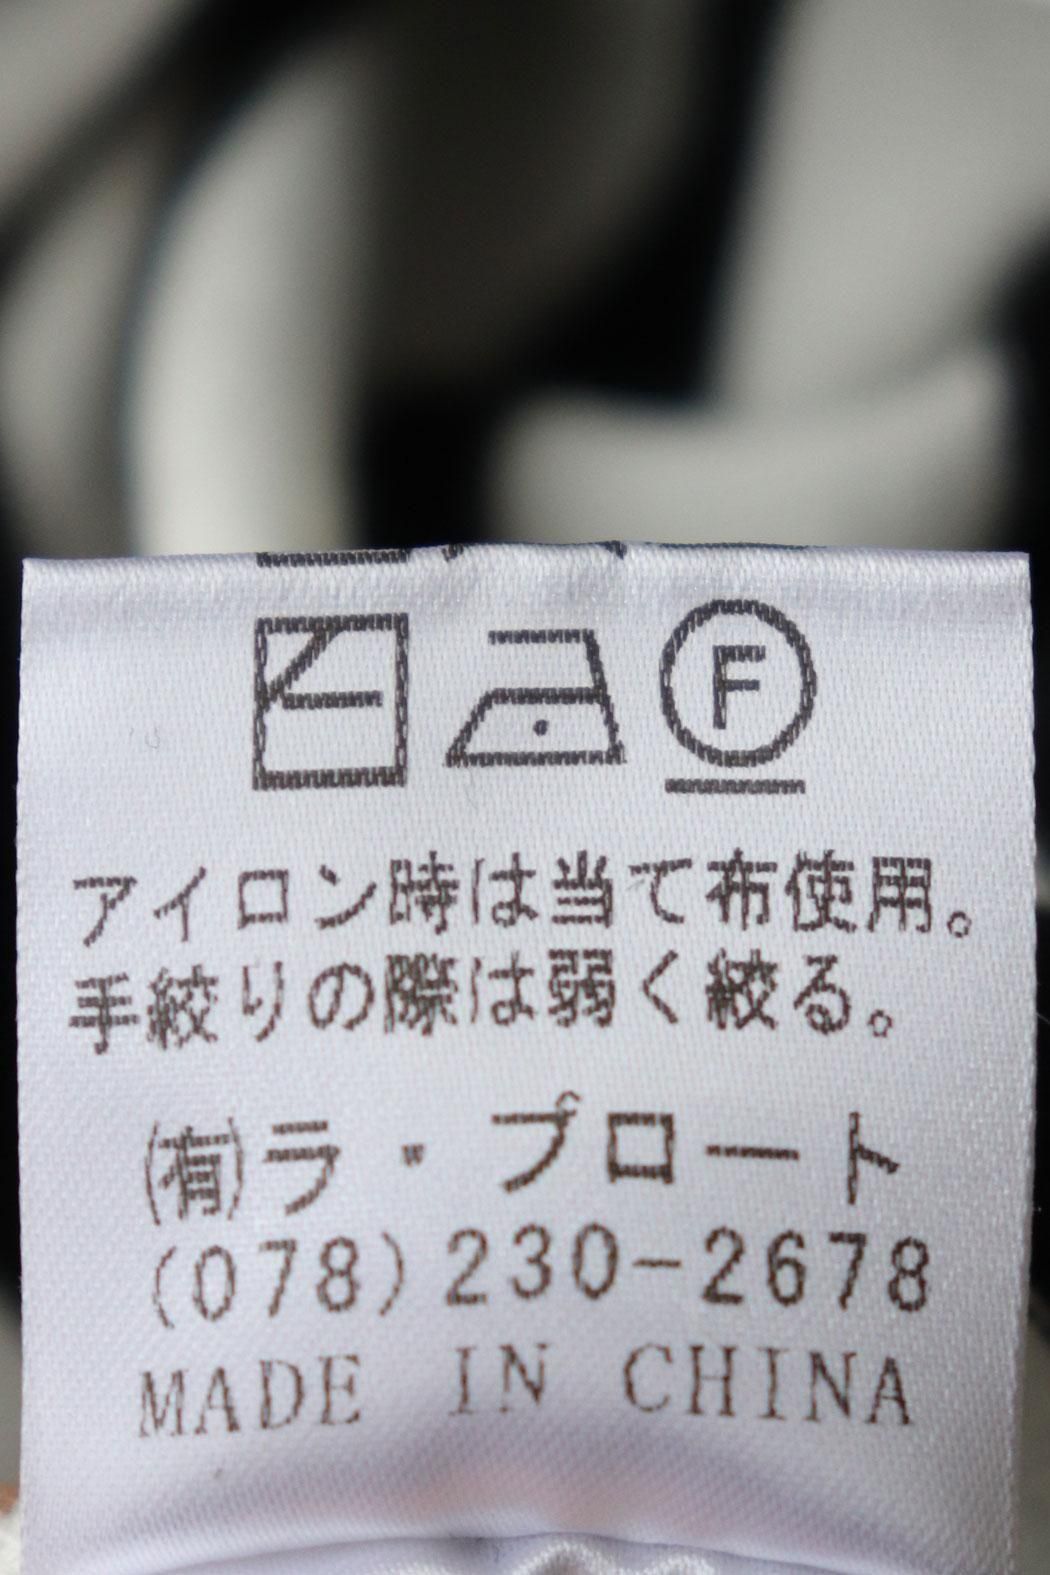 F
アイロン時は当て布使用。
手絞りの際は弱く絞る。
(有)ラ・ブロート
(078)230-2678
MADE IN CHINA